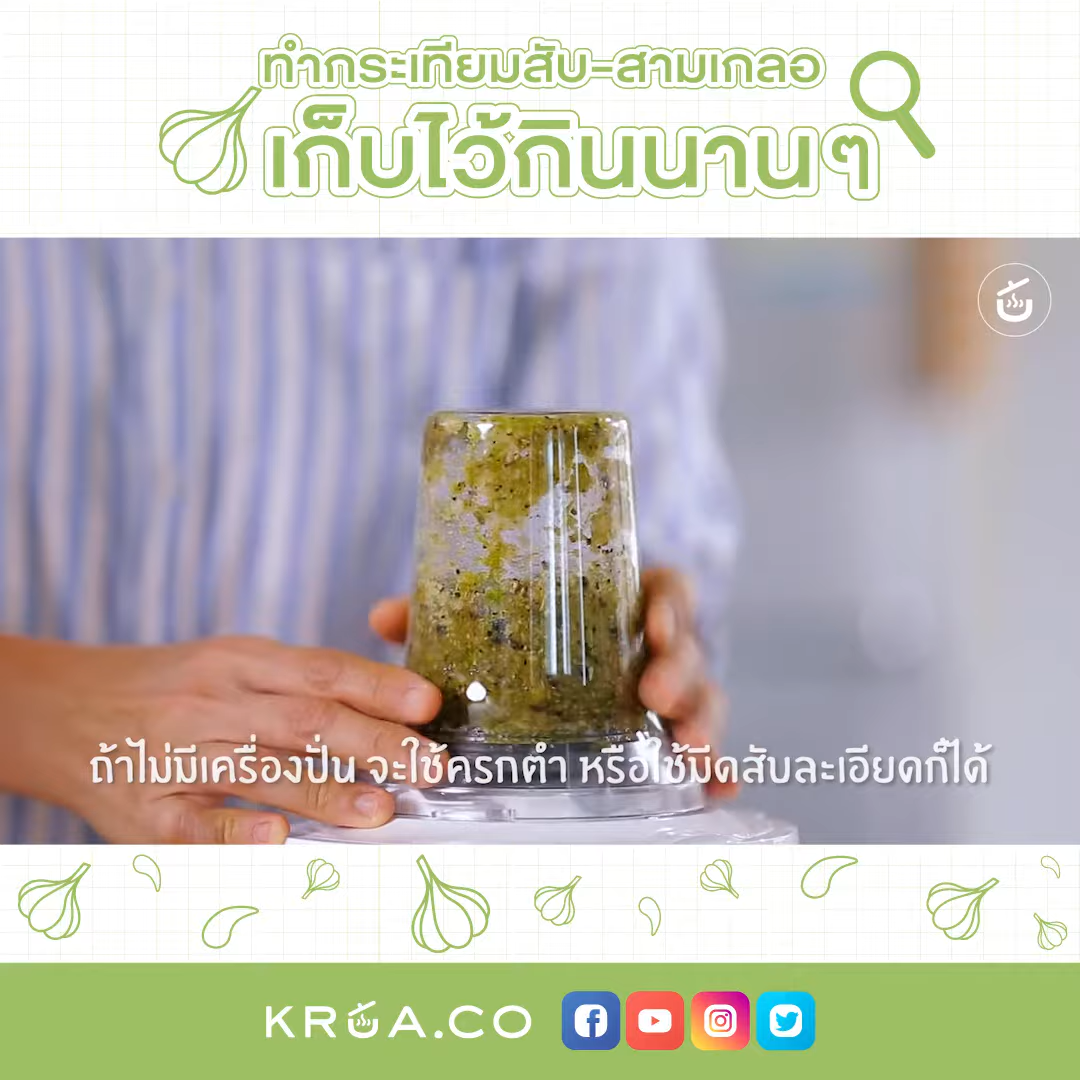 ทำกระเทียมสับ-สามเกลอ
เก็บไว้กินนานๆ
ถ้าไม่มีเครื่องปั่น จะใช้ครกตำ หรือใช้มีดสับละเอียดก็ได้
KRUA.CO